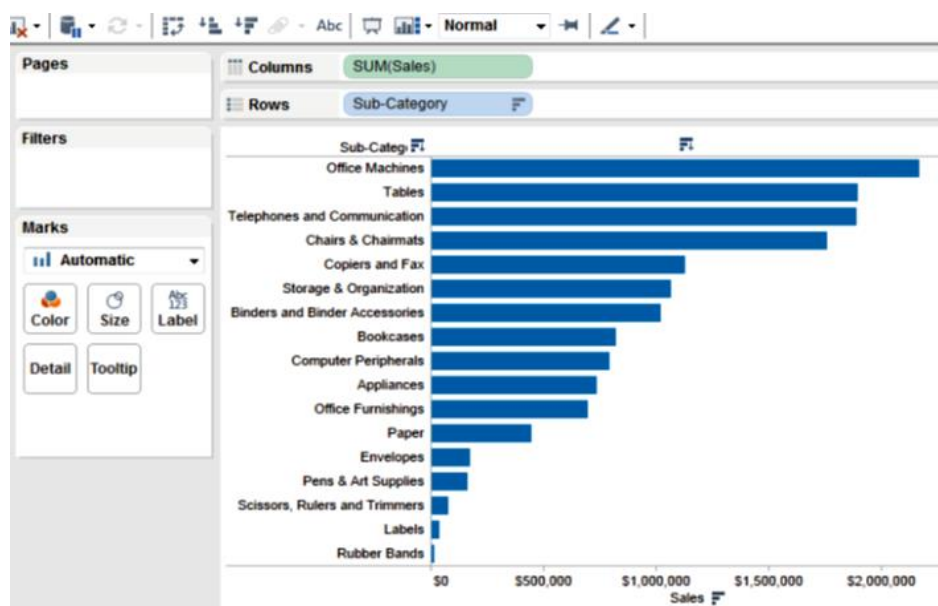 Abc Normal
Pages
Columns SUM(Sales)
Rows Sub-Category
Filters
Marks
Automatic
Color Size Abc 123 Label
Detail Tooltip
Sub-Categ
Office Machines
Tables
Telephones and Communication
Chairs & Chairmats
Copiers and Fax
Storage & Organization
Binders and Binder Accessories
Bookcases
Computer Peripherals
Appliances
Office Furnishings
Paper
Envelopes
Pens & Art Supplies
Scissors, Rulers and Trimmers
Labels
Rubber Bands
$0 $500,000 $1,000,000 $1,500,000 $2,000,000
Sales